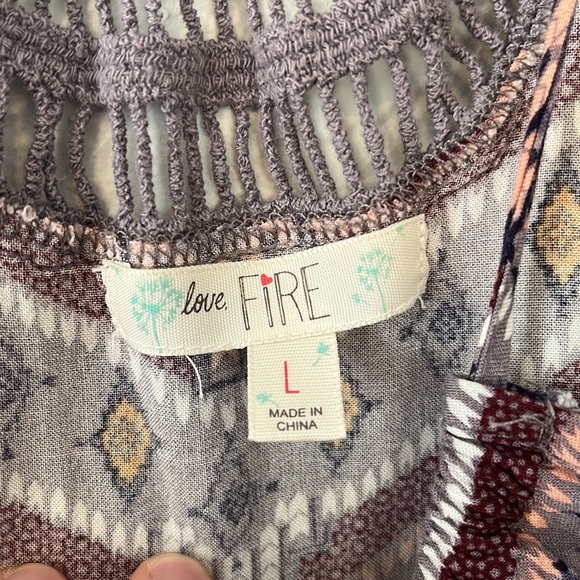 love, FiRE
L
MADE IN
CHINA